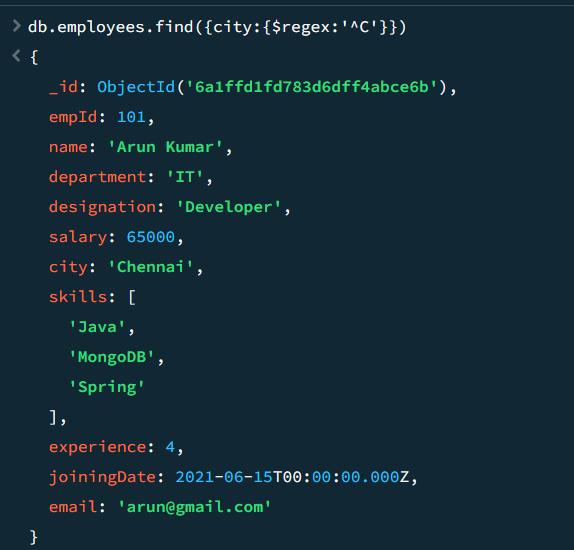 > db.employees.find({city:{$regex:'^C'}})
< {
_id: ObjectId('6a1ffd1fd783d6dff4abce6b'),
empId: 101,
name: 'Arun Kumar',
department: 'IT',
designation: 'Developer',
salary: 65000,
city: 'Chennai',
skills: [
'Java',
'MongoDB',
'Spring'
],
experience: 4,
joiningDate: 2021-06-15T00:00:00.000Z,
email: 'arun@gmail.com'
}